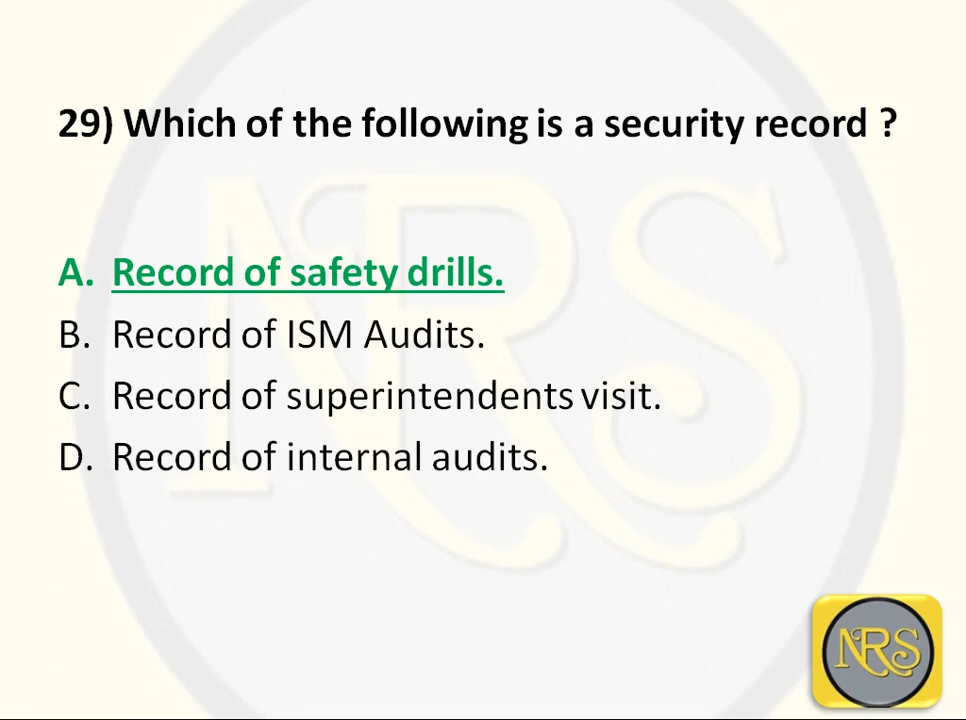 29) Which of the following is a security record ?
A. Record of safety drills.
B. Record of ISM Audits.
C. Record of superintendents visit.
D. Record of internal audits.
NRS
NRS